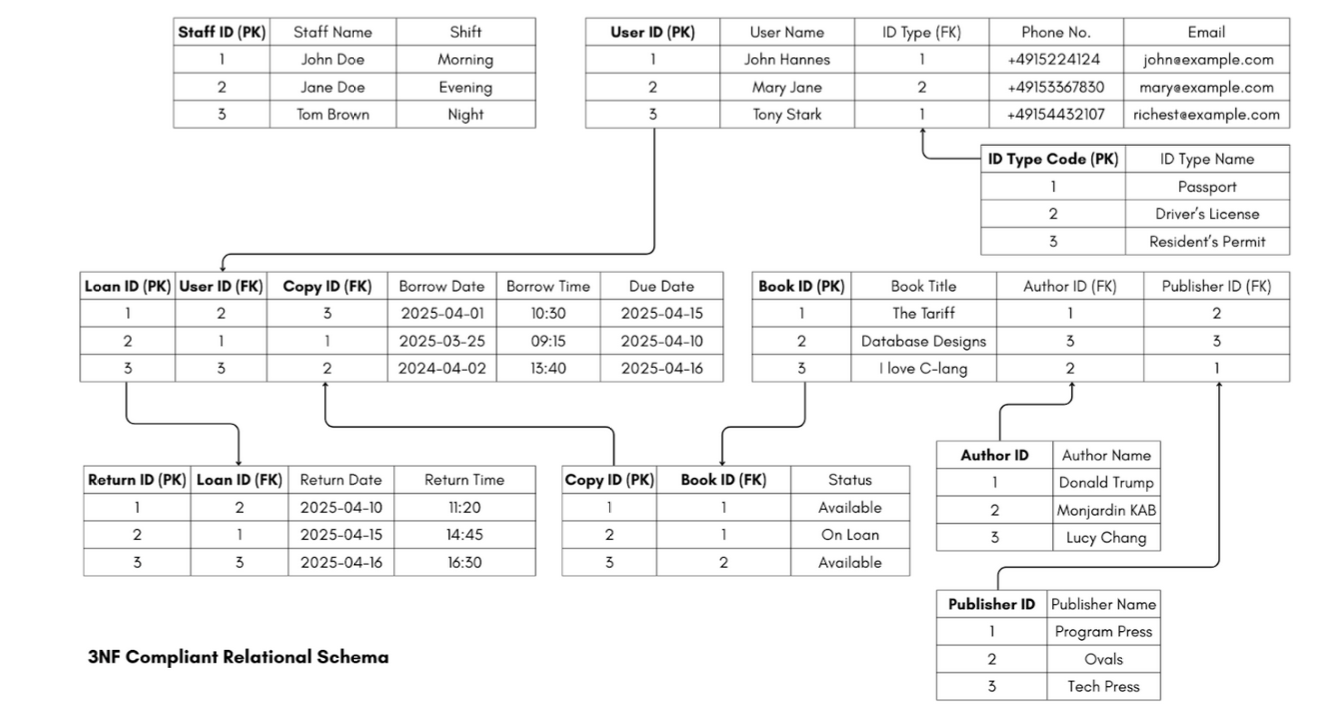 Staff ID (PK) Staff Name Shift
1 John Doe Morning
2 Jane Doe Evening
3 Tom Brown Night
User ID (PK) User Name ID Type (FK) Phone No. Email
1 John Hannes 1 +4915224124 john@example.com
2 Mary Jane 2 +49153367830 mary@example.com
3 Tony Stark 1 +49154432107 richest@example.com
ID Type Code (PK) ID Type Name
1 Passport
2 Driver's License
3 Resident's Permit
Loan ID (PK) User ID (FK) Copy ID (FK) Borrow Date Borrow Time Due Date
1 2 3 2025-04-01 10:30 2025-04-15
2 1 1 2025-03-25 09:15 2025-04-10
3 3 2 2024-04-02 13:40 2025-04-16
Book ID (PK) Book Title Author ID (FK) Publisher ID (FK)
1 The Tariff 1 2
2 Database Designs 3 3
3 I love C-lang 2 1
Return ID (PK) Loan ID (FK) Return Date Return Time
1 2 2025-04-10 11:20
2 1 2025-04-15 14:45
3 3 2025-04-16 16:30
Copy ID (PK) Book ID (FK) Status
1 1 Available
2 1 On Loan
3 2 Available
Author ID Author Name
1 Donald Trump
2 Monjardin KAB
3 Lucy Chang
Publisher ID Publisher Name
1 Program Press
2 Ovals
3 Tech Press
3NF Compliant Relational Schema